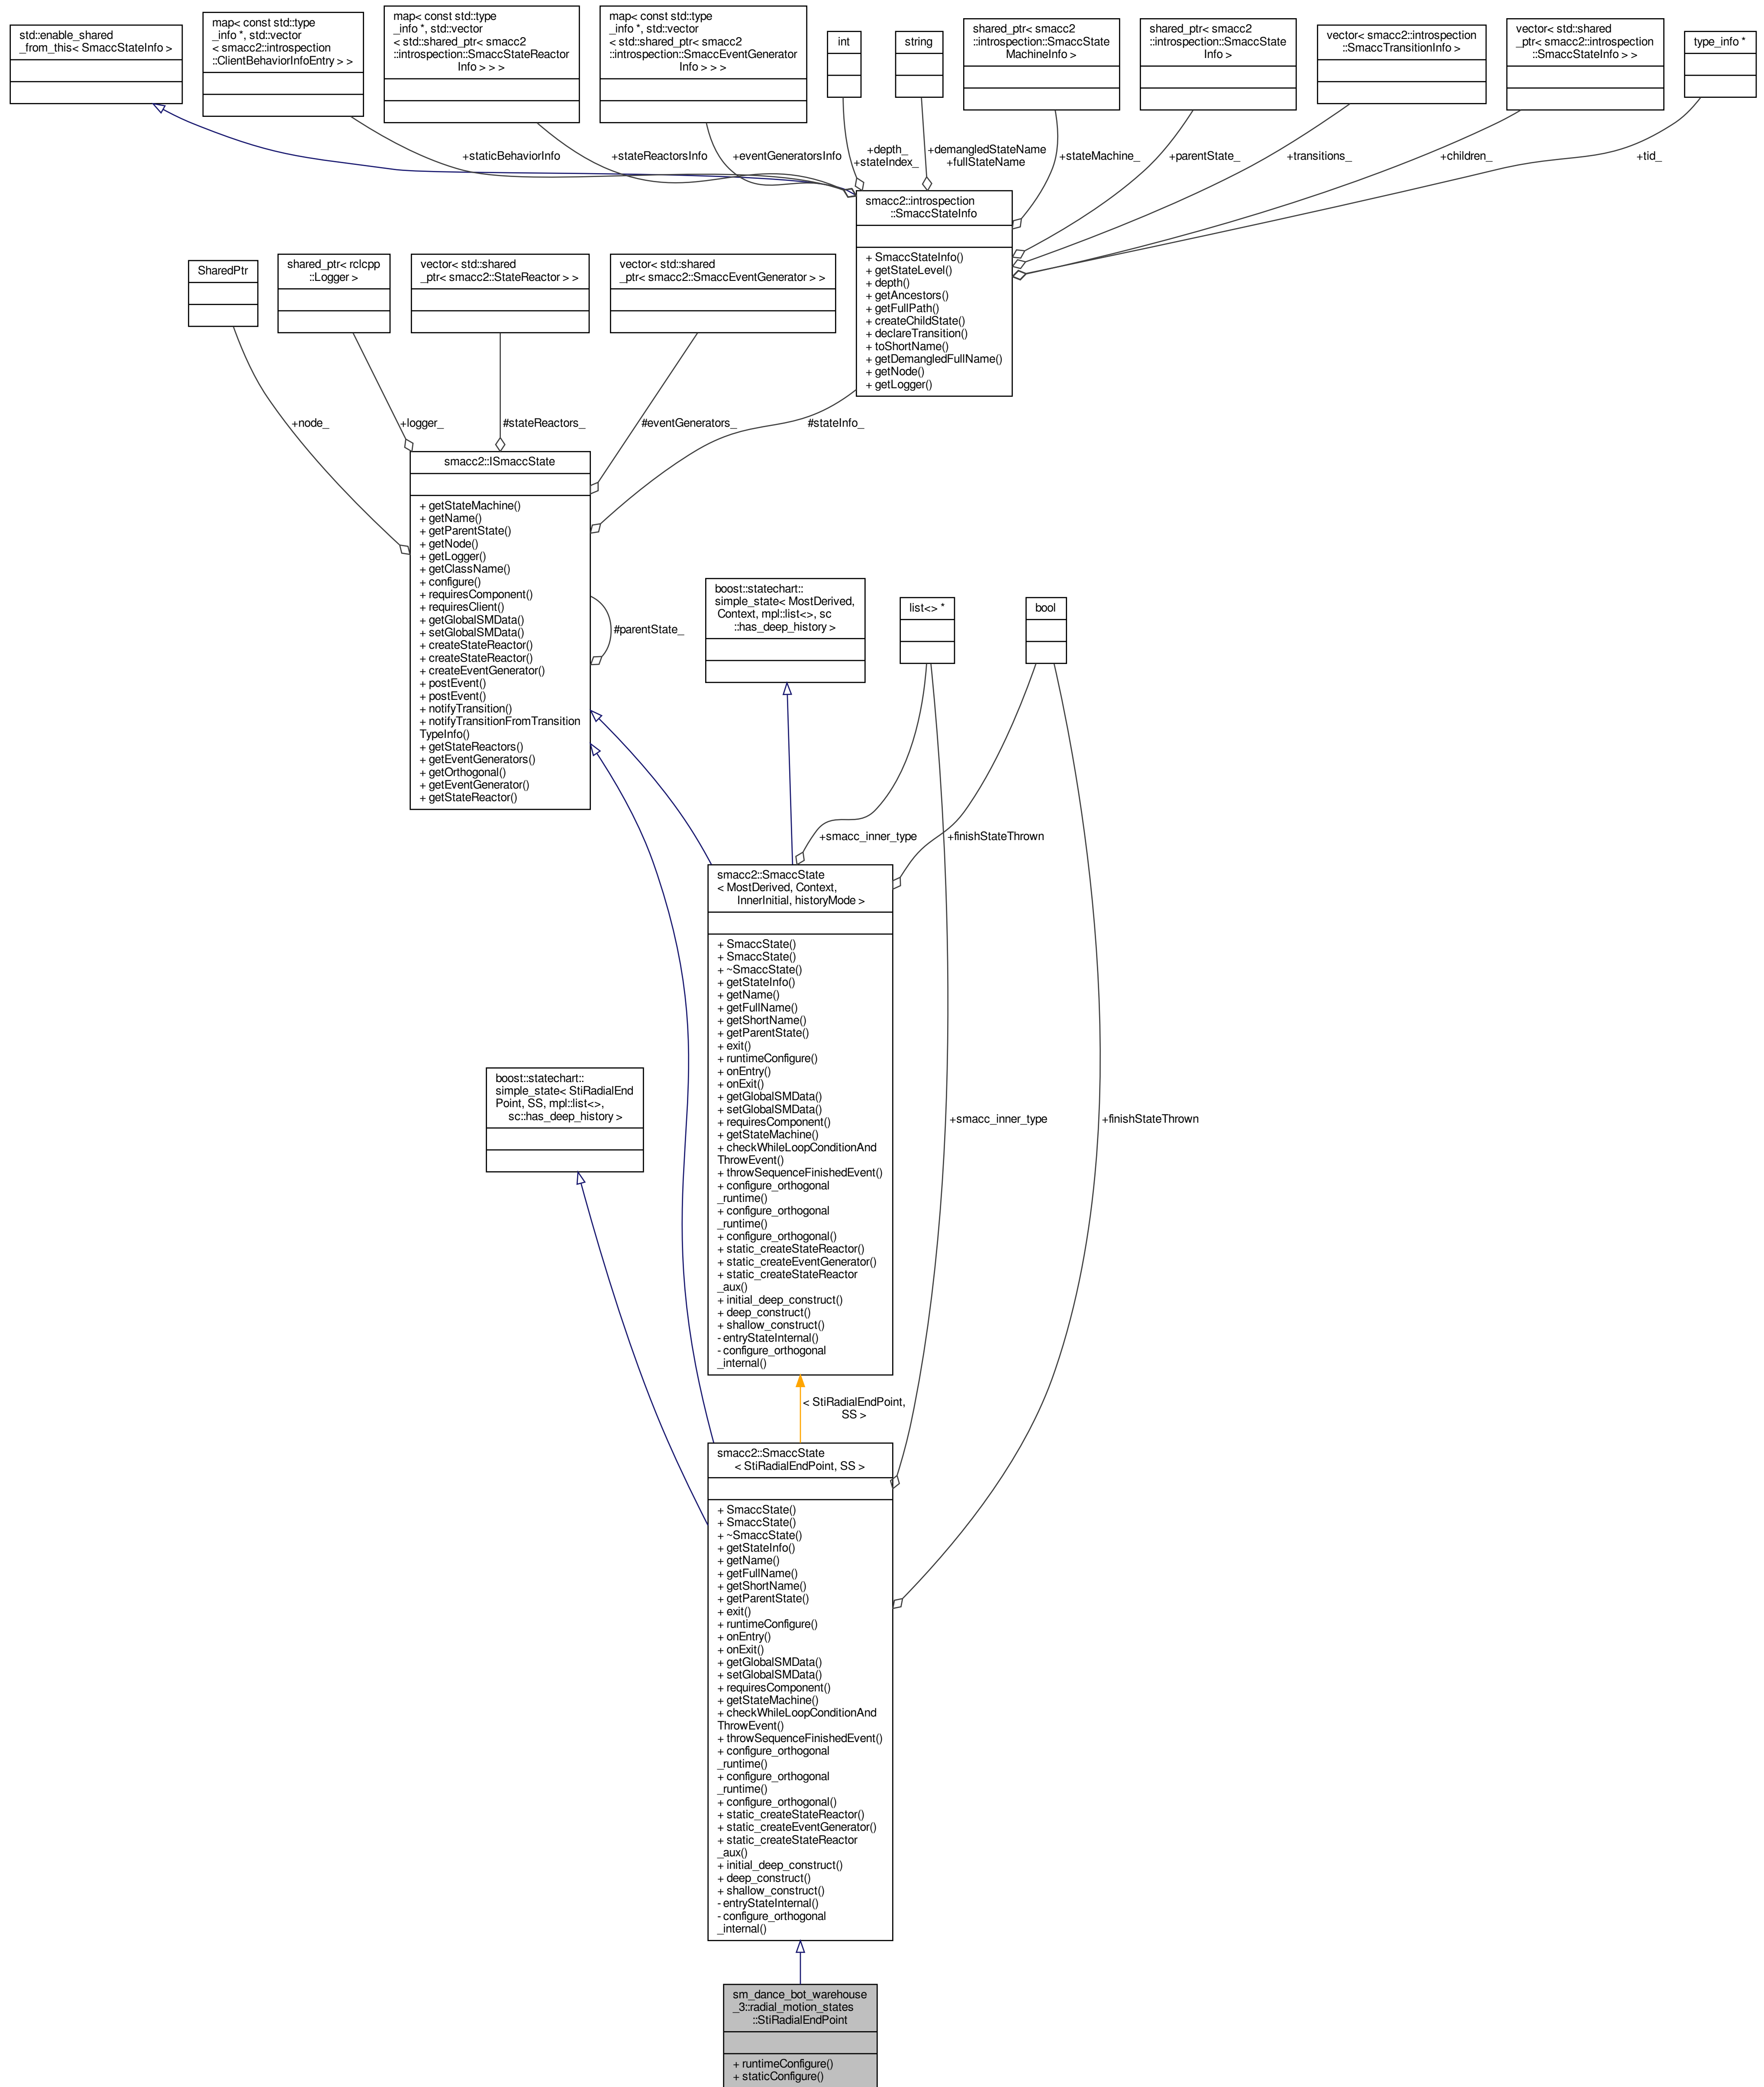 std::enable_shared
_from_this< SmaccStateInfo >
map< const std::type
_info *, std::vector
< smacc2::introspection
::ClientBehaviorInfoEntry > >
map< const std::type
_info *, std::vector
< std::shared_ptr< smacc2
::introspection::SmaccStateReactor
Info > > >
map< const std::type
_info *, std::vector
< std::shared_ptr< smacc2
::introspection::SmaccEventGenerator
Info > > >
int
string
shared_ptr< smacc2
::introspection::SmaccState
MachineInfo >
shared_ptr< smacc2
::introspection::SmaccState
Info >
vector< smacc2::introspection
::SmaccTransitionInfo >
vector< std::shared
_ptr< smacc2::introspection
::SmaccStateInfo > >
type_info *
+staticBehaviorInfo
+stateReactorsInfo
+eventGeneratorsInfo
+depth_
+stateIndex_
+demangledStateName
+fullStateName
+stateMachine_
+parentState_
+transitions_
+children_
+tid_
smacc2::introspection
::SmaccStateInfo
+ SmaccStateInfo()
+ getStateLevel()
+ depth()
+ getAncestors()
+ getFullPath()
+ createChildState()
+ declareTransition()
+ toShortName()
+ getDemangledFullName()
+ getNode()
+ getLogger()
SharedPtr
shared_ptr< rclcpp
::Logger >
vector< std::shared
_ptr< smacc2::StateReactor > >
vector< std::shared
_ptr< smacc2::SmaccEventGenerator > >
+node_
+logger_
#stateReactors_
#eventGenerators_
#stateInfo_
smacc2::ISmaccState
+ getStateMachine()
+ getName()
+ getParentState()
+ getNode()
+ getLogger()
+ getClassName()
+ configure()
+ requiresComponent()
+ requiresClient()
+ getGlobalSMData()
+ setGlobalSMData()
+ createStateReactor()
+ createStateReactor()
+ createEventGenerator()
+ postEvent()
+ postEvent()
+ notifyTransition()
+ notifyTransitionFromTransition
TypeInfo()
+ getStateReactors()
+ getEventGenerators()
+ getOrthogonal()
+ getEventGenerator()
+ getStateReactor()
#parentState_
boost::statechart::
simple_state< MostDerived,
Context, mpl::list<>, sc
::has_deep_history >
list<> *
bool
+smacc_inner_type
+finishStateThrown
smacc2::SmaccState
< MostDerived, Context,
InnerInitial, historyMode >
+ SmaccState()
+ SmaccState()
+ ~SmaccState()
+ getStateInfo()
+ getName()
+ getFullName()
+ getShortName()
+ getParentState()
+ exit()
+ runtimeConfigure()
+ onEntry()
+ onExit()
+ getGlobalSMData()
+ setGlobalSMData()
+ requiresComponent()
+ getStateMachine()
+ checkWhileLoopConditionAnd
ThrowEvent()
+ throwSequenceFinishedEvent()
+ configure_orthogonal
_runtime()
+ configure_orthogonal
_runtime()
+ configure_orthogonal()
+ static_createStateReactor()
+ static_createEventGenerator()
+ static_createStateReactor
_aux()
+ initial_deep_construct()
+ deep_construct()
+ shallow_construct()
- entryStateInternal()
- configure_orthogonal
_internal()
boost::statechart::
simple_state< StiRadialEnd
Point, SS, mpl::list<>,
sc::has_deep_history >
+smacc_inner_type
+finishStateThrown
< StiRadialEndPoint,
SS >
smacc2::SmaccState
< StiRadialEndPoint, SS >
+ SmaccState()
+ SmaccState()
+ ~SmaccState()
+ getStateInfo()
+ getName()
+ getFullName()
+ getShortName()
+ getParentState()
+ exit()
+ runtimeConfigure()
+ onEntry()
+ onExit()
+ getGlobalSMData()
+ setGlobalSMData()
+ requiresComponent()
+ getStateMachine()
+ checkWhileLoopConditionAnd
ThrowEvent()
+ throwSequenceFinishedEvent()
+ configure_orthogonal
_runtime()
+ configure_orthogonal
_runtime()
+ configure_orthogonal()
+ static_createStateReactor()
+ static_createEventGenerator()
+ static_createStateReactor
_aux()
+ initial_deep_construct()
+ deep_construct()
+ shallow_construct()
- entryStateInternal()
- configure_orthogonal
_internal()
sm_dance_bot_warehouse
_3::radial_motion_states
::StiRadialEndPoint
+ runtimeConfigure()
+ staticConfigure()